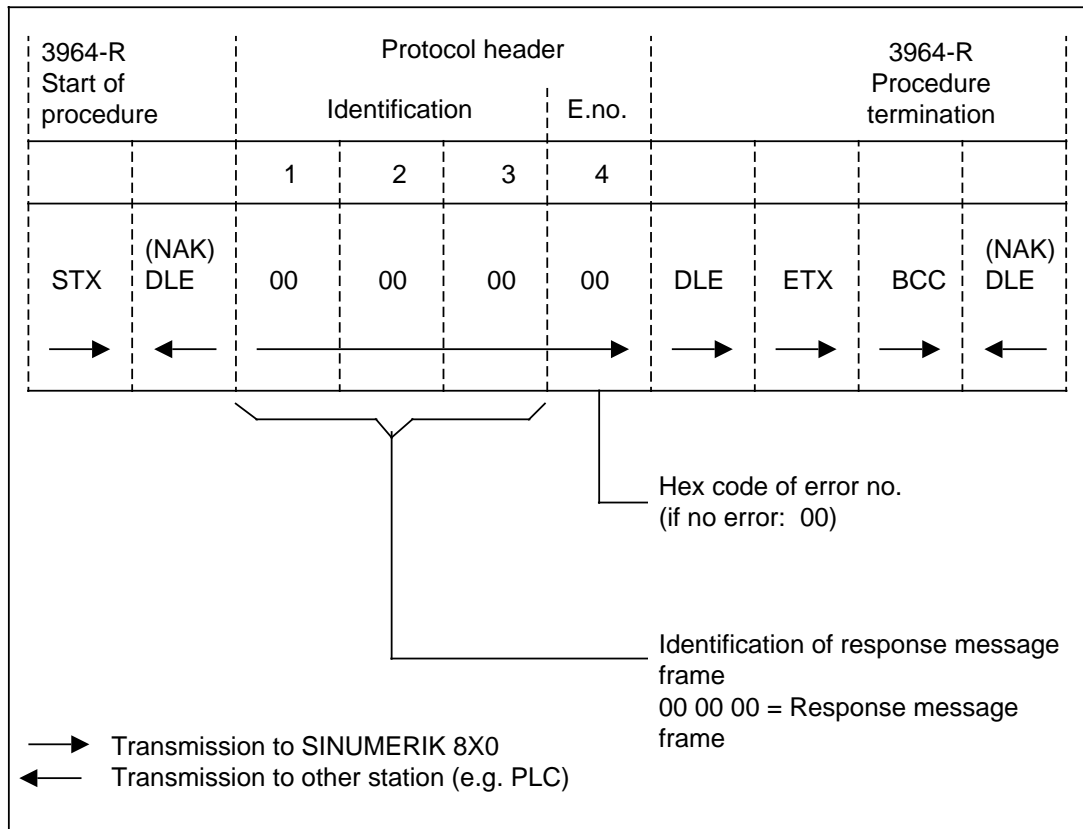 3964-R
Start of
procedure
Protocol header
3964-R
Procedure
termination
Identification
E.no.
1 2 3 4
STX
(NAK)
DLE
00 00 00 00
DLE
ETX
BCC
(NAK)
DLE
Hex code of error no.
(if no error: 00)
Identification of response message
frame
00 00 00 = Response message
frame
Transmission to SINUMERIK 8X0
Transmission to other station (e.g. PLC)